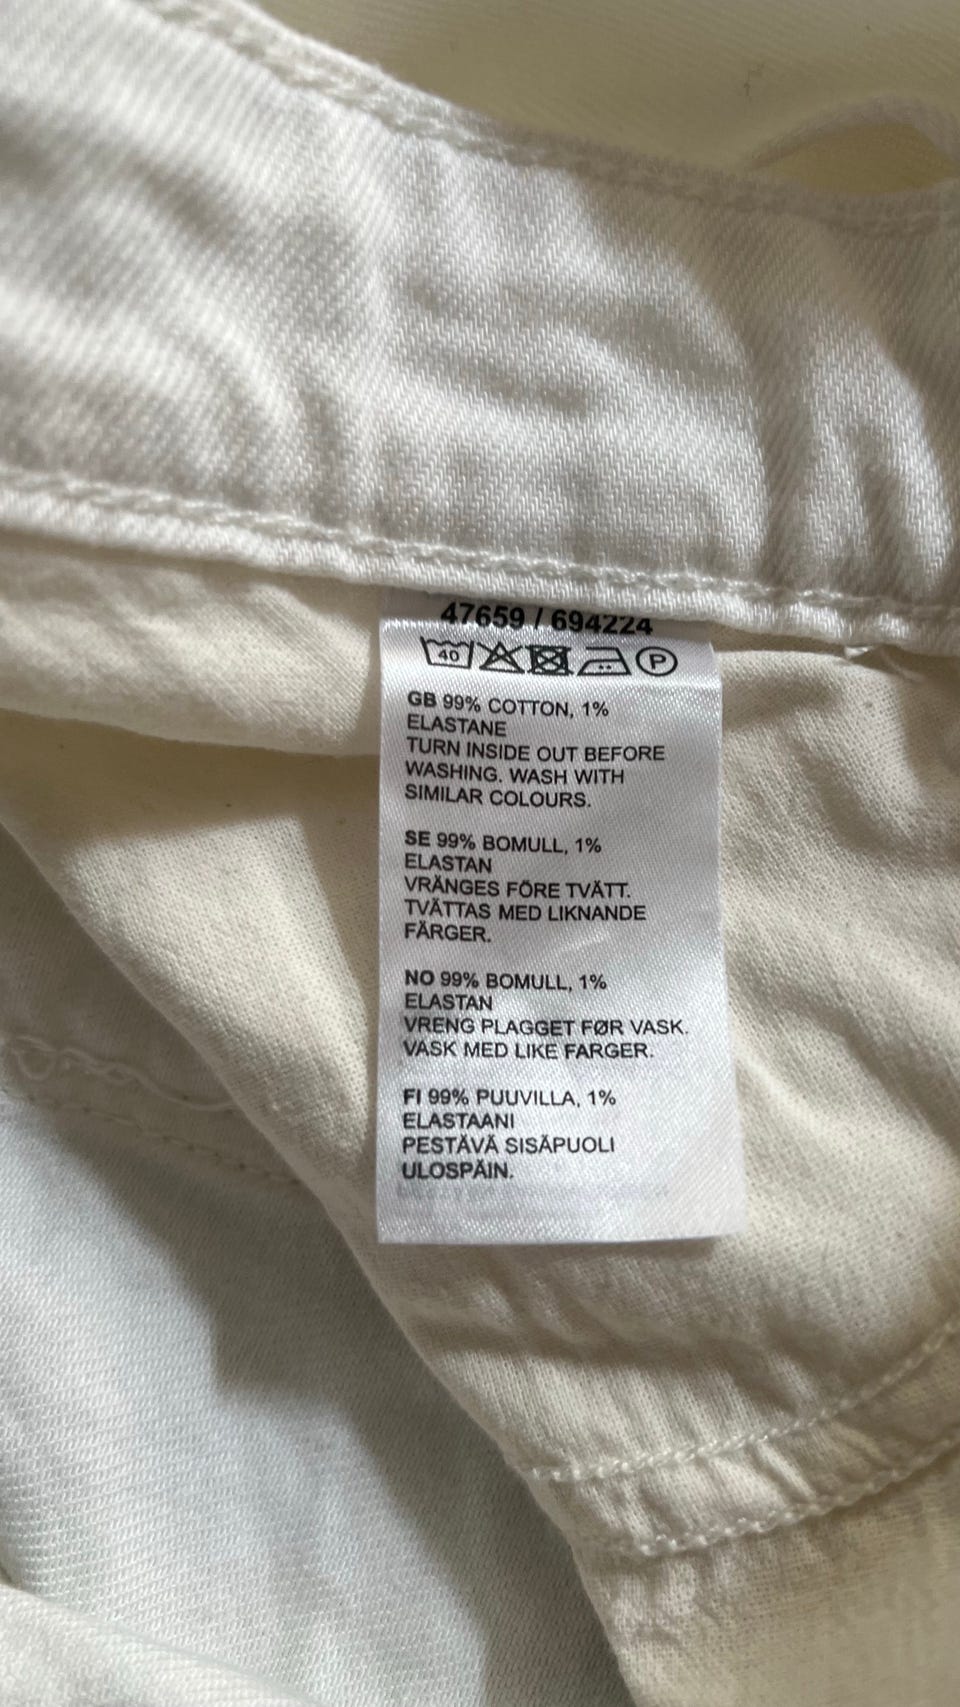 47659 / 694224
40 P
GB 99% COTTON, 1%
ELASTANE
TURN INSIDE OUT BEFORE
WASHING. WASH WITH
SIMILAR COLOURS.
SE 99% BOMULL, 1%
ELASTAN
VRÄNGES FÖRE TVÄTT.
TVÄTTAS MED LIKNANDE
FÄRGER.
NO 99% BOMULL, 1%
ELASTAN
VRENG PLAGGET FØR VASK.
VASK MED LIKE FARGER.
FI 99% PUUVILLA, 1%
ELASTAANI
PESTÄVÄ SISÄPUOLI
ULOSPÄIN.